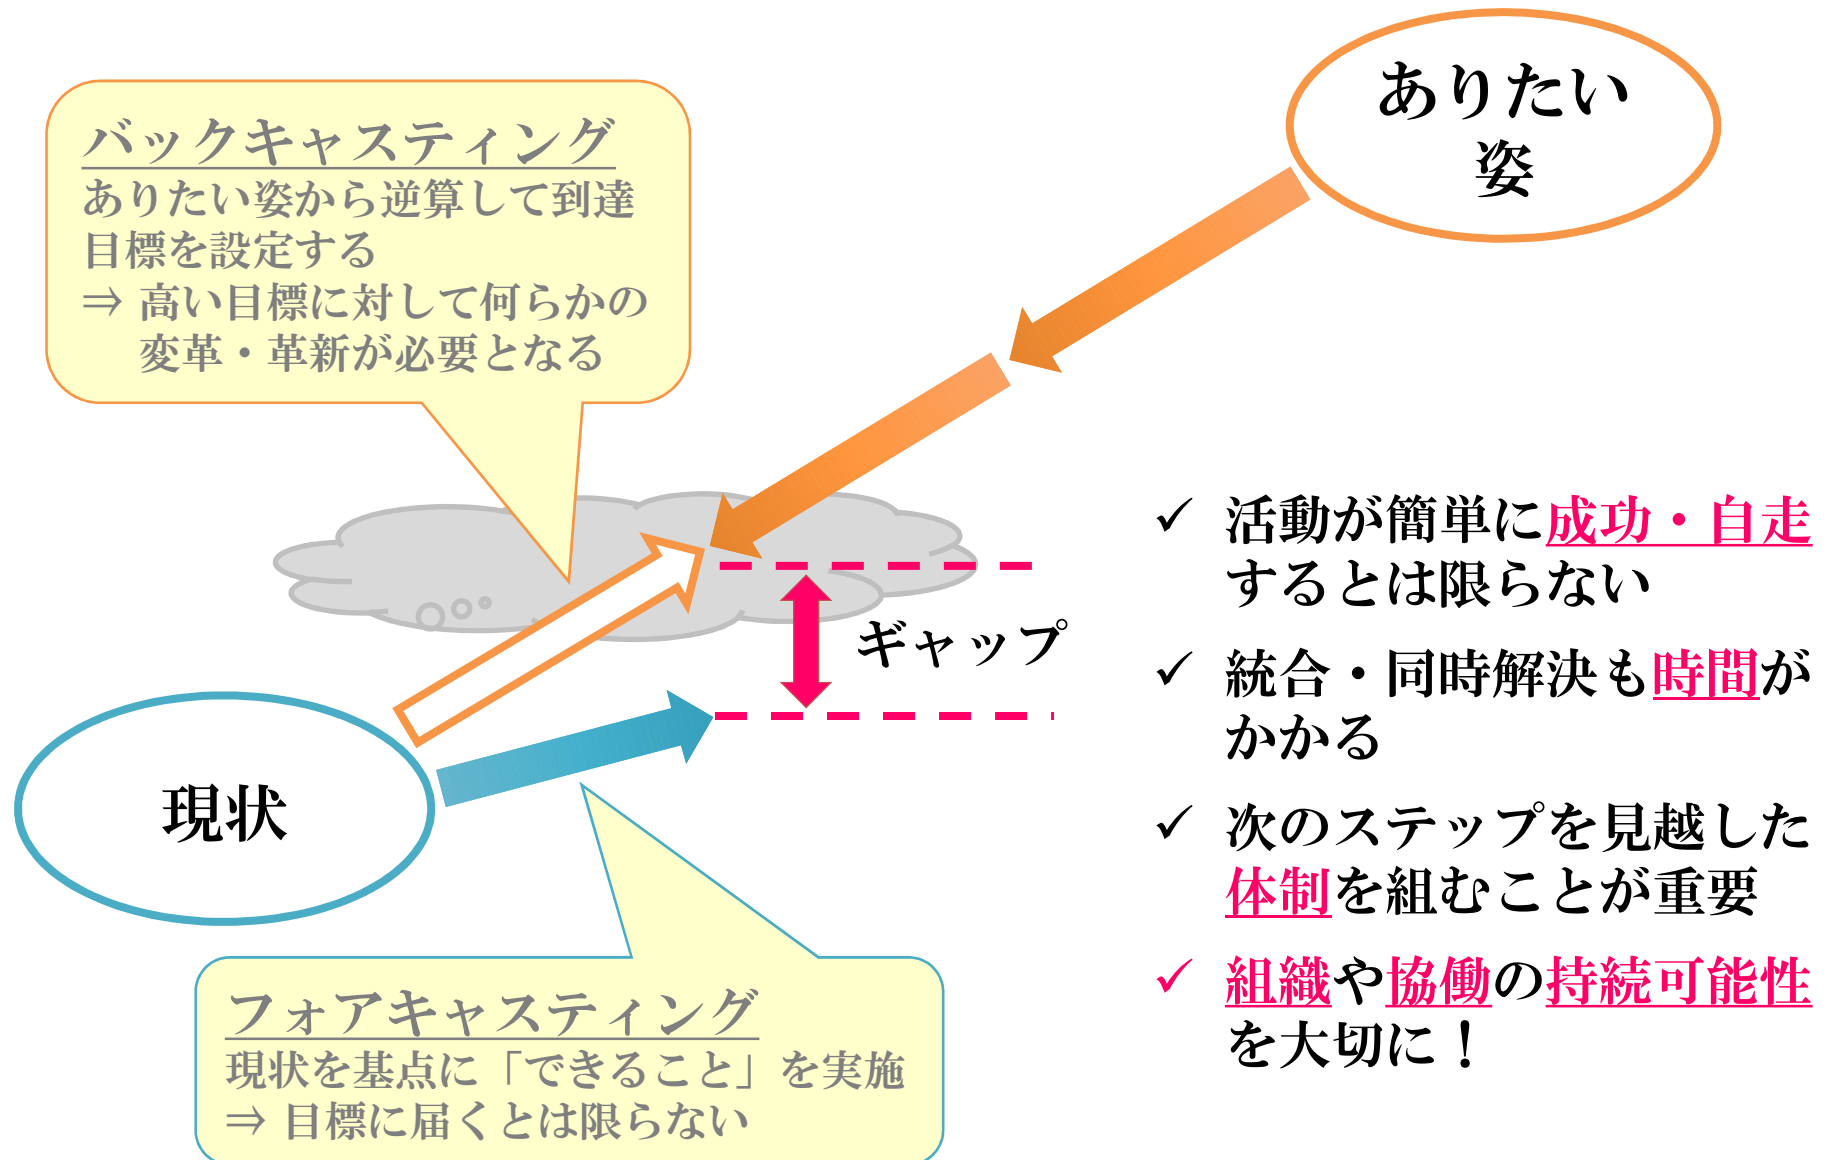 ありたい
姿
バックキャスティング
ありたい姿から逆算して到達
目標を設定する
⇒ 高い目標に対して何らかの
変革・革新が必要となる
ギャップ
現状
フォアキャスティング
現状を基点に「できること」を実施
⇒ 目標に届くとは限らない
✓ 活動が簡単に成功・自走
するとは限らない
✓ 統合・同時解決も時間が
かかる
✓ 次のステップを見越した
体制を組むことが重要
✓ 組織や協働の持続可能性
を大切に！